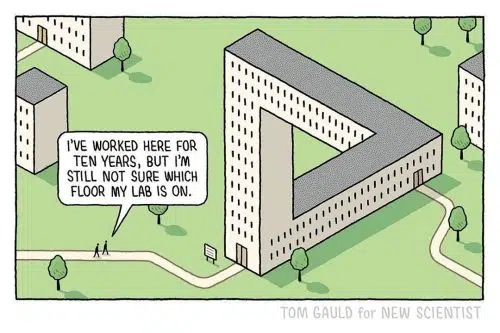 I'VE WORKED HERE FOR
TEN YEARS, BUT I'M
STILL NOT SURE WHICH
FLOOR MY LAB IS ON.
TOM GAULD for NEW SCIENTIST